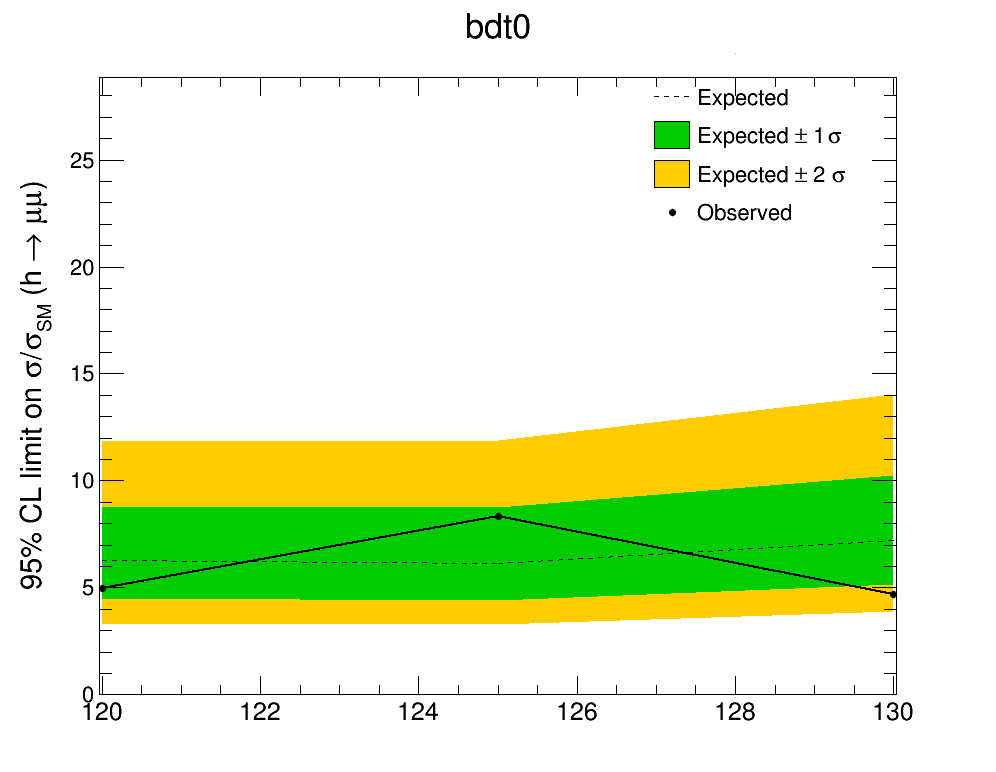 bdt0
Expected
Expected ± 1 σ
Expected ± 2 σ
Observed
95% CL limit on σ/σSM (h → μμ)
25
20
15
10
5
0
120 122 124 126 128 130